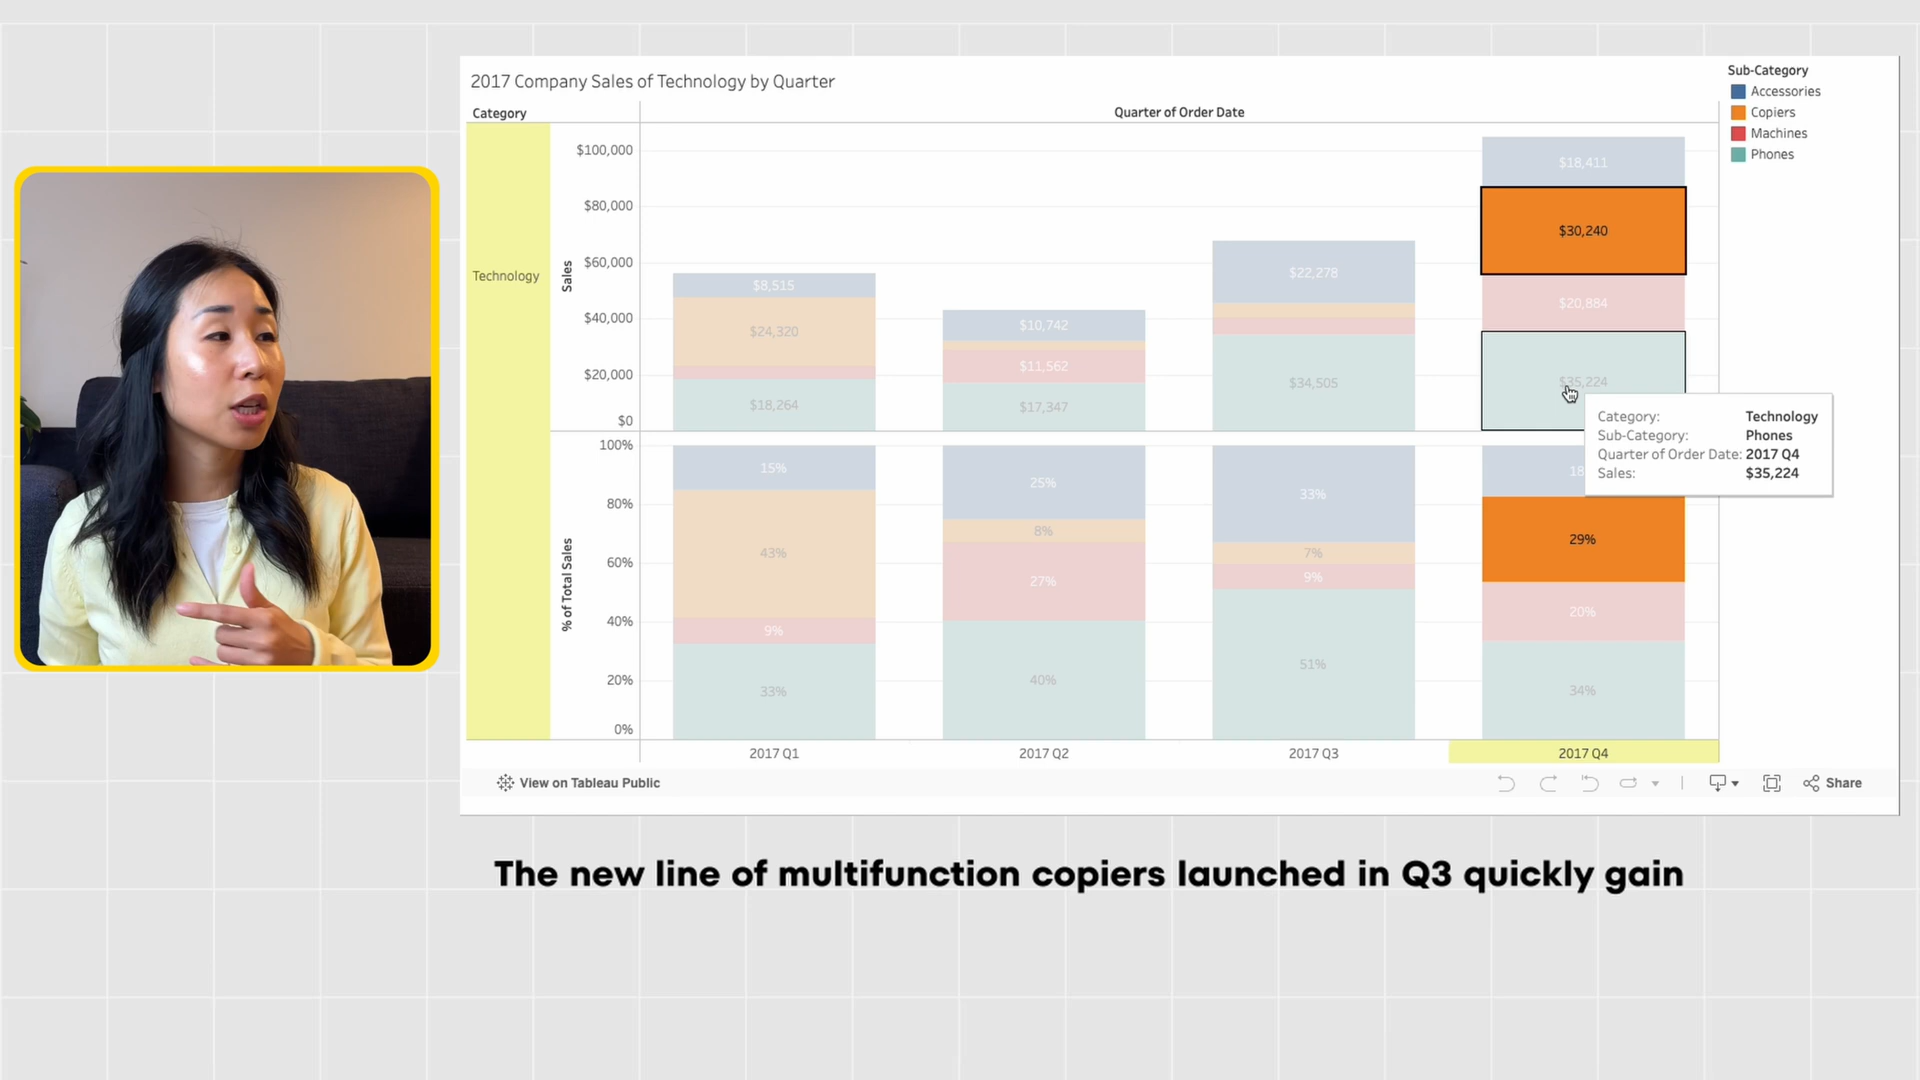 2017 Company Sales of Technology by Quarter
Category
Quarter of Order Date
Technology
Sales
$100,000
$80,000
$60,000
$40,000
$20,000
$0
$8,515
$24,320
$18,264
$10,742
$11,562
$17,347
$22,278
$34,505
$18,411
$30,240
$20,884
$35,224
Category: Technology
Sub-Category: Phones
Quarter of Order Date: 2017 Q4
Sales: $35,224
% of Total Sales
100%
80%
60%
40%
20%
0%
15%
43%
9%
33%
25%
8%
27%
40%
33%
7%
9%
51%
18
29%
20%
34%
2017 Q1
2017 Q2
2017 Q3
2017 Q4
Sub-Category
Accessories
Copiers
Machines
Phones
View on Tableau Public
Share
The new line of multifunction copiers launched in Q3 quickly gain